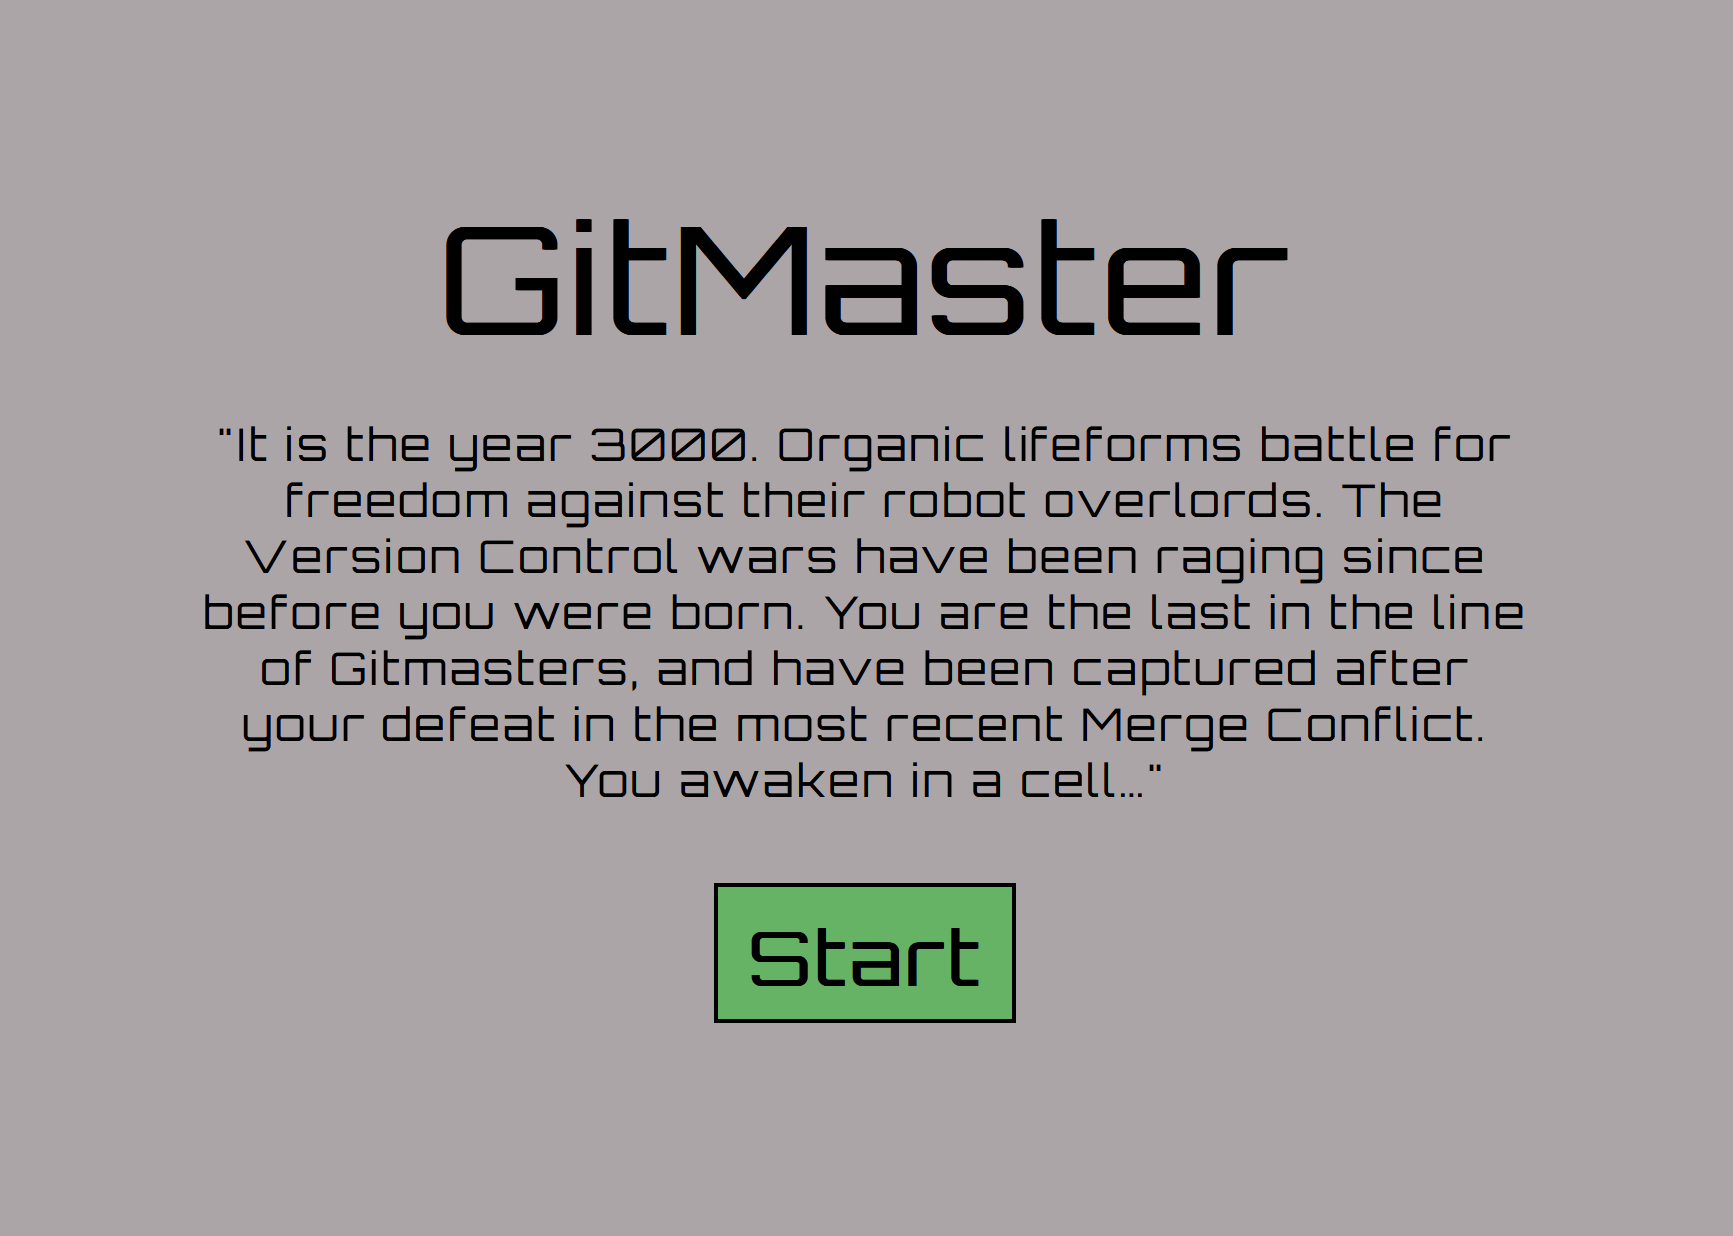 GitMaster
"It is the year 3000. Organic lifeforms battle for
freedom against their robot overlords. The
Version Control wars have been raging since
before you were born. You are the last in the line
of Gitmasters, and have been captured after
your defeat in the most recent Merge Conflict.
You awaken in a cell..."
Start